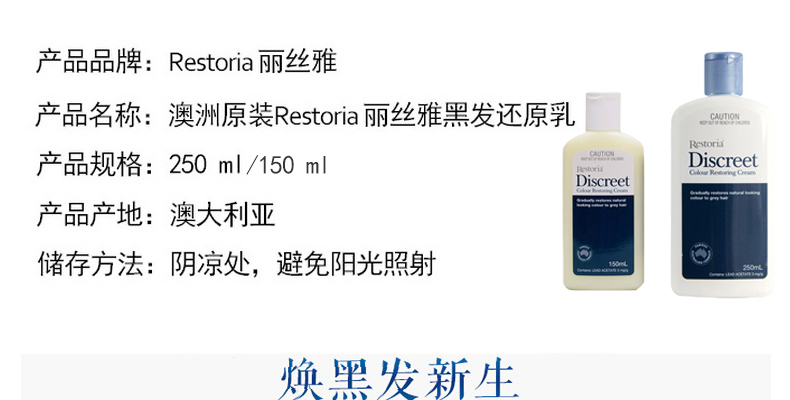 产品品牌：Restoria 丽丝雅
产品名称：澳洲原装Restoria 丽丝雅黑发还原乳
产品规格：250 ml/150 ml
产品产地：澳大利亚
储存方法：阴凉处，避免阳光照射
CAUTION
KEEP OUT OF REACH OF CHILDREN
Restoria
Discreet
Colour Restoring Cream
Gradually restores natural
looking colour to grey hair
150mL
Contains: LEAD ACETATE 5 mg/g
CAUTION
KEEP OUT OF REACH OF CHILDREN
Restoria
Discreet
Colour Restoring Cream
Gradually restores natural looking
colour to grey hair
250mL
焕黑发新生